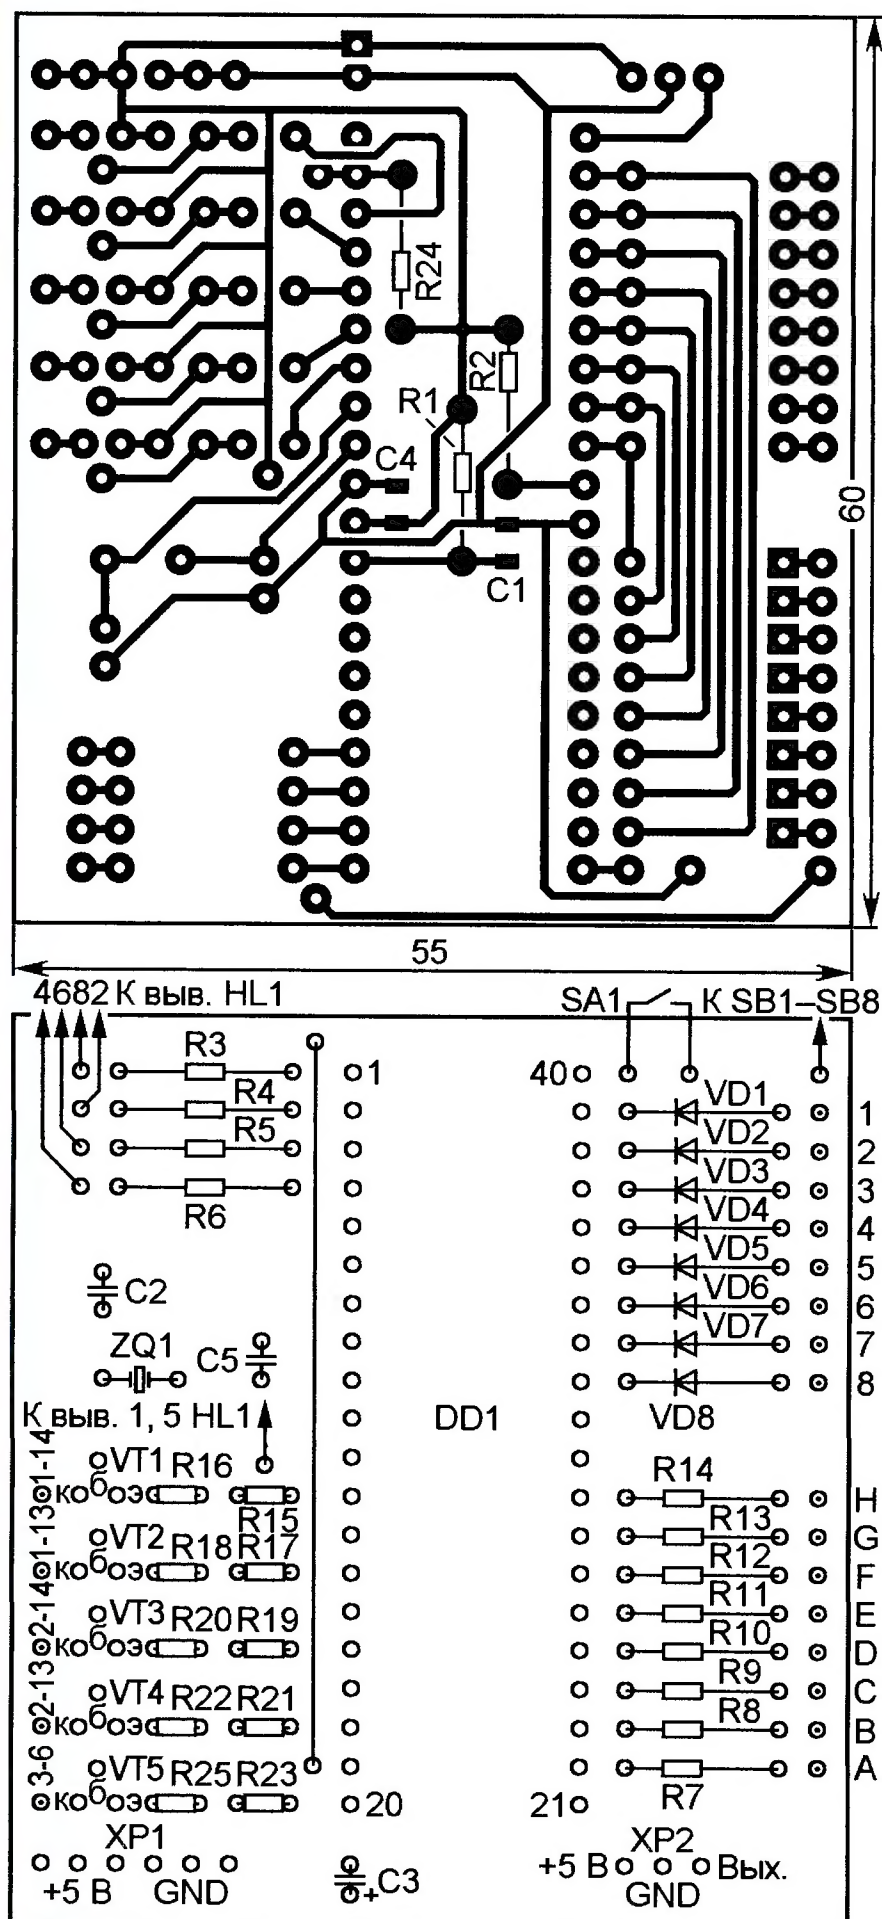 R24
R2
R1
C4
60
C1
55
4682 К выв. HL1
SA1
К SB1–SB8
R3
1
40
R4
VD1
1
R5
VD2
2
VD3
3
R6
VD4
4
VD5
5
C2
VD6
6
VD7
7
ZQ1
C5
8
К выв. 1, 5 HL1
DD1
VD8
1-14
VT1
R16
R14
к б э
R15
H
1-13
R13
VT2
R18
R17
G
к б э
R12
F
2-14
VT3
R20
R19
R11
E
к б э
R10
D
2-13
VT4
R22
R21
R9
C
к б э
R8
B
3-6
VT5
R25
R23
A
к б э
20
21
R7
XP1
XP2
+5 В
GND
+
C3
+5 В
Вых.
GND